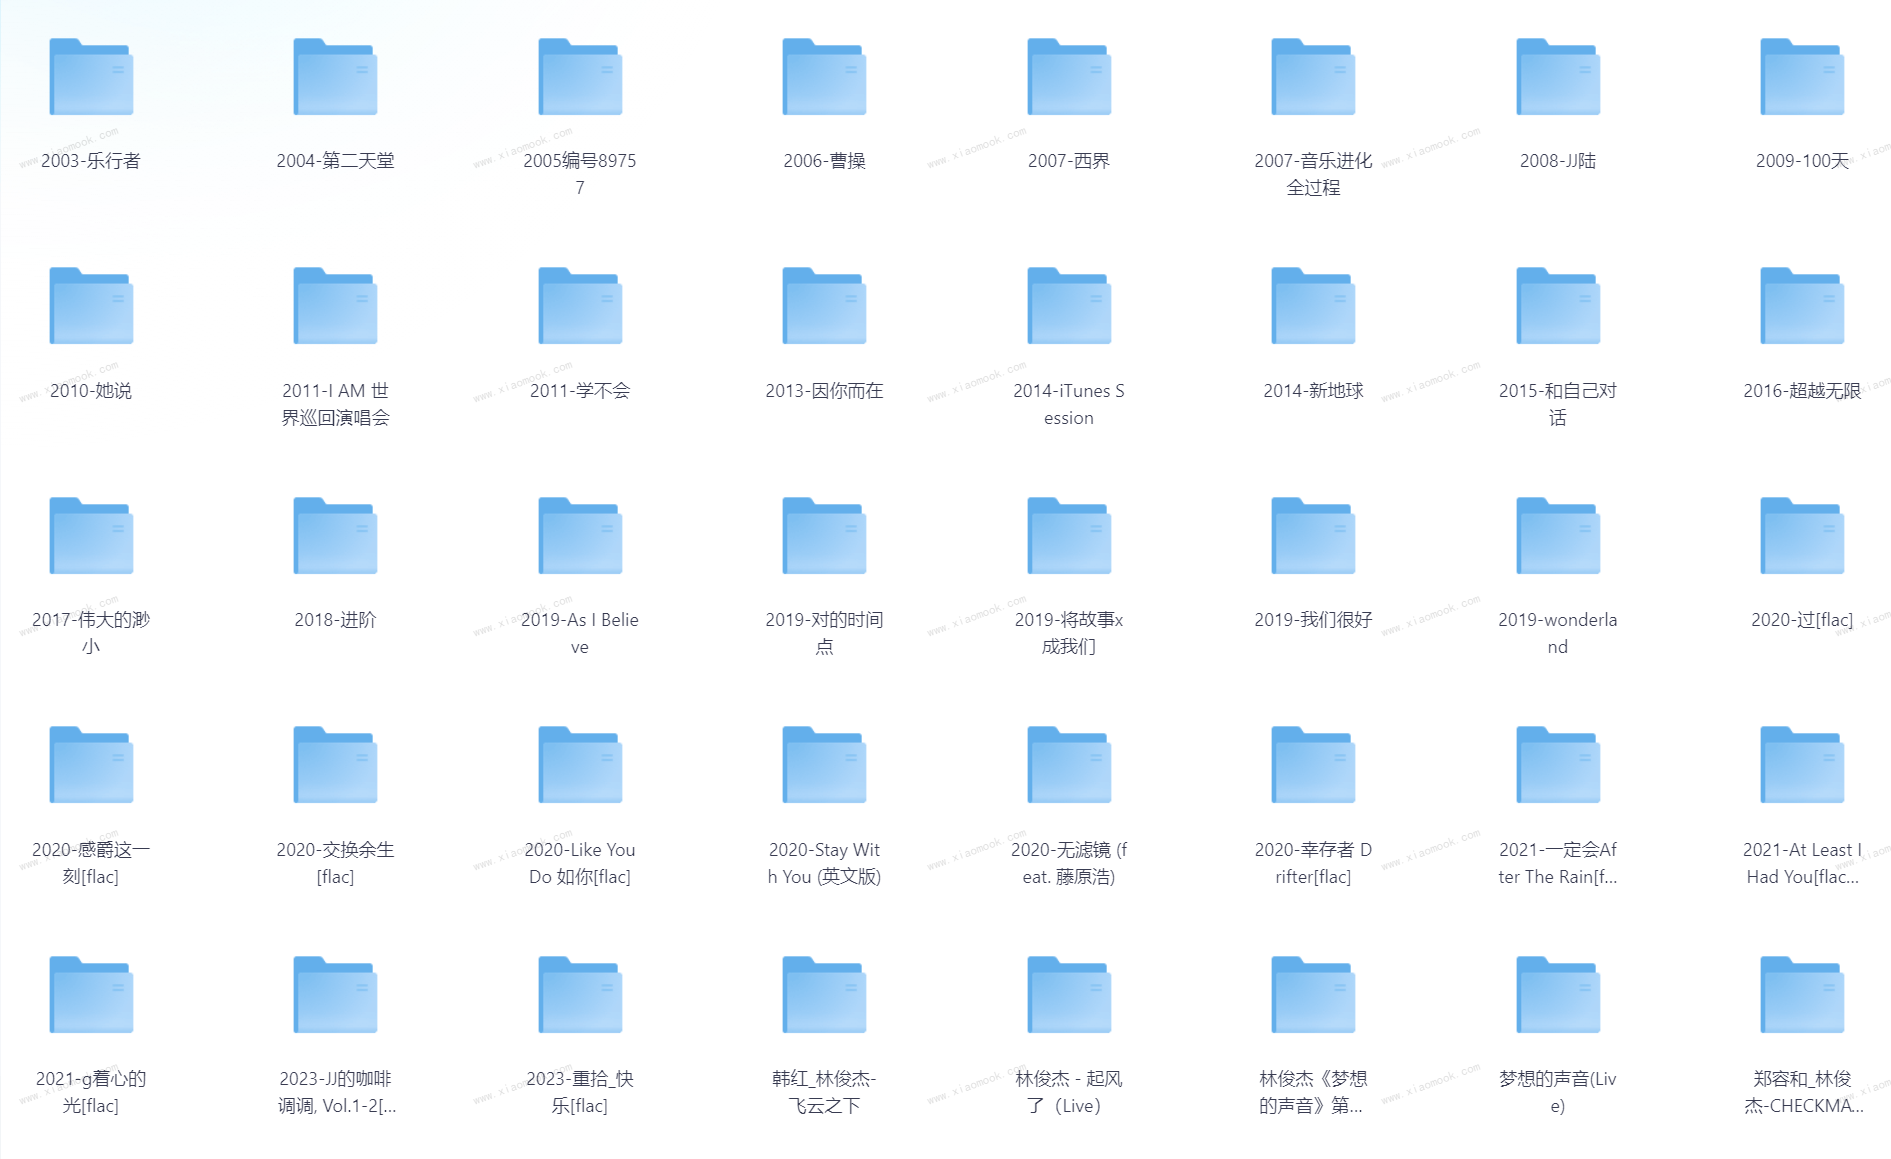 2003-乐行者
2004-第二天堂
2005编号8975
7
2006-曹操
2007-西界
2007-音乐进化
全过程
2008-JJ陆
2009-100天
2010-她说
2011-I AM 世
界巡回演唱会
2011-学不会
2013-因你而在
2014-iTunes S
ession
2014-新地球
2015-和自己对
话
2016-超越无限
2017-伟大的渺
小
2018-进阶
2019-As I Belie
ve
2019-对的时间
点
2019-将故事x
成我们
2019-我们很好
2019-wonderla
nd
2020-过[flac]
2020-感爵这一
刻[flac]
2020-交换余生
[flac]
2020-Like You
Do 如你[flac]
2020-Stay Wit
h You (英文版)
2020-无滤镜 (f
eat. 藤原浩)
2020-幸存者 D
rifter[flac]
2021-一定会Af
ter The Rain[f...
2021-At Least I
Had You[flac...
2021-g着心的
光[flac]
2023-JJ的咖啡
调调, Vol.1-2[...
2023-重拾_快
乐[flac]
韩红_林俊杰-
飞云之下
林俊杰 - 起风
了（Live）
林俊杰《梦想
的声音》第...
梦想的声音(Liv
e)
郑容和_林俊
杰-CHECKMA...
www.xiaomook.com